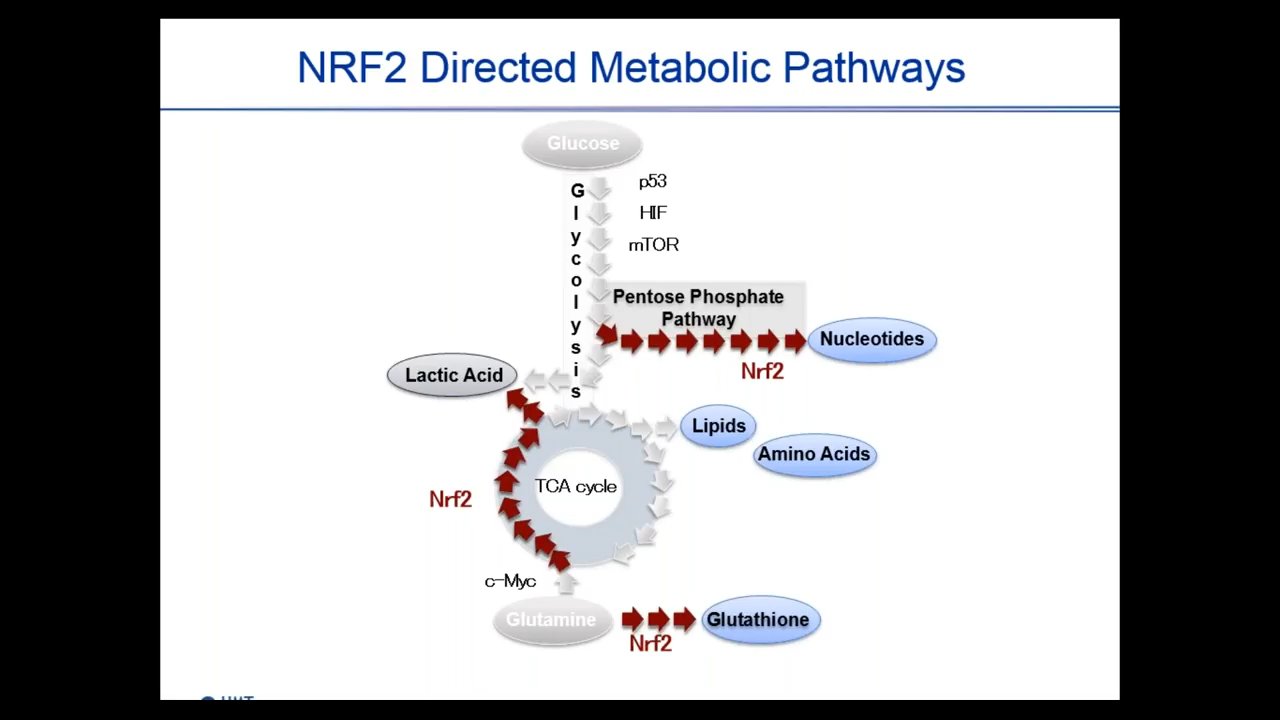 NRF2 Directed Metabolic Pathways
Glucose
Glycolysis
p53
HIF
mTOR
Pentose Phosphate
Pathway
Nucleotides
Nrf2
Lactic Acid
Lipids
Amino Acids
TCA cycle
Nrf2
c-Myc
Glutamine
Glutathione
Nrf2